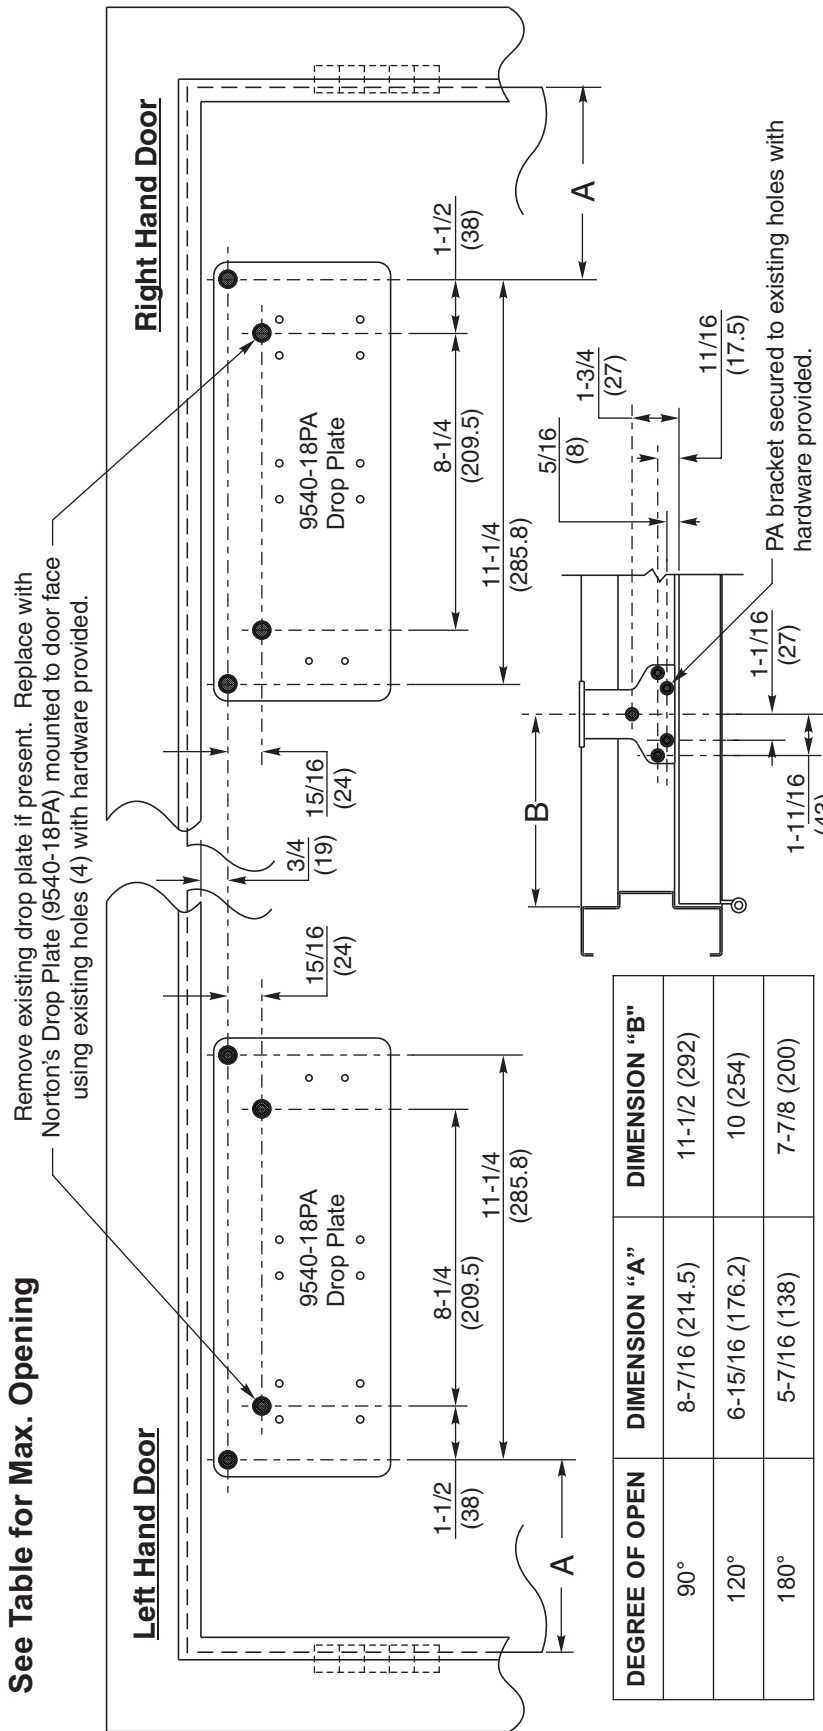 See Table for Max. Opening
Remove existing drop plate if present. Replace with
Norton's Drop Plate (9540-18PA) mounted to door face
using existing holes (4) with hardware provided.
Left Hand Door
Right Hand Door
9540-18PA
Drop Plate
9540-18PA
Drop Plate
15/16
(24)
3/4
(19)
15/16
(24)
1-1/2
(38)
8-1/4
(209.5)
11-1/4
(285.8)
A
8-1/4
(209.5)
11-1/4
(285.8)
1-1/2
(38)
A
DEGREE OF OPEN DIMENSION “A” DIMENSION “B"
90° 8-7/16 (214.5) 11-1/2 (292)
120° 6-15/16 (176.2) 10 (254)
180° 5-7/16 (138) 7-7/8 (200)
B
5/16
(8)
1-3/4
(27)
11/16
(17.5)
1-1/16
(27)
1-11/16
(43)
PA bracket secured to existing holes with
hardware provided.